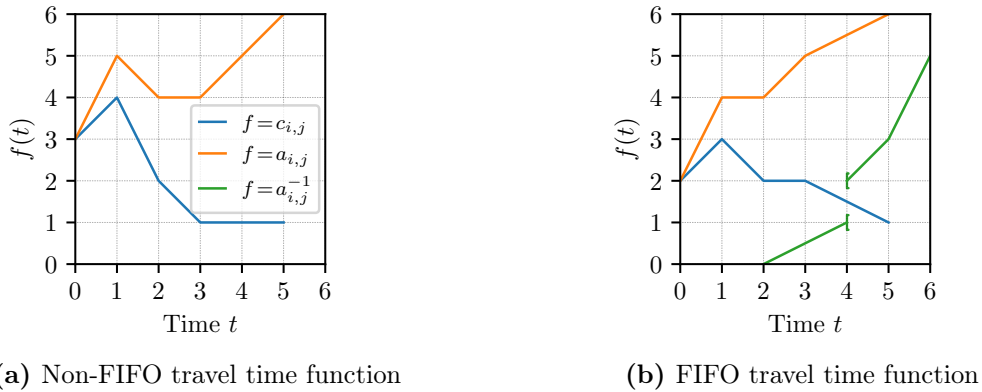 6
5
4
3
2
1
0
f(t)
f = c_{i,j}
f = a_{i,j}
f = a_{i,j}^{-1}
0 1 2 3 4 5 6
Time t
(a) Non-FIFO travel time function
6
5
4
3
2
1
0
f(t)
0 1 2 3 4 5 6
Time t
(b) FIFO travel time function